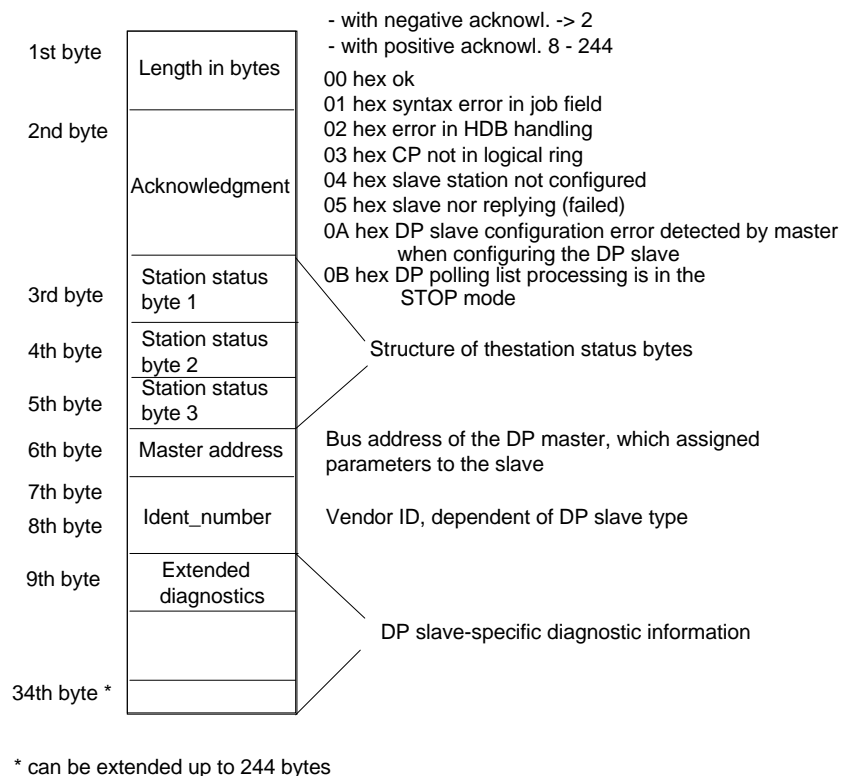 - with negative acknowl. -> 2
- with positive acknowl. 8 - 244
1st byte
Length in bytes
00 hex ok
01 hex syntax error in job field
2nd byte
02 hex error in HDB handling
03 hex CP not in logical ring
Acknowledgment
04 hex slave station not configured
05 hex slave nor replying (failed)
0A hex DP slave configuration error detected by master
when configuring the DP slave
0B hex DP polling list processing is in the
STOP mode
3rd byte
Station status
byte 1
4th byte
Station status
byte 2
Structure of thestation status bytes
5th byte
Station status
byte 3
6th byte
Master address
Bus address of the DP master, which assigned
parameters to the slave
7th byte
8th byte
Ident_number
Vendor ID, dependent of DP slave type
9th byte
Extended
diagnostics
DP slave-specific diagnostic information
34th byte *
* can be extended up to 244 bytes